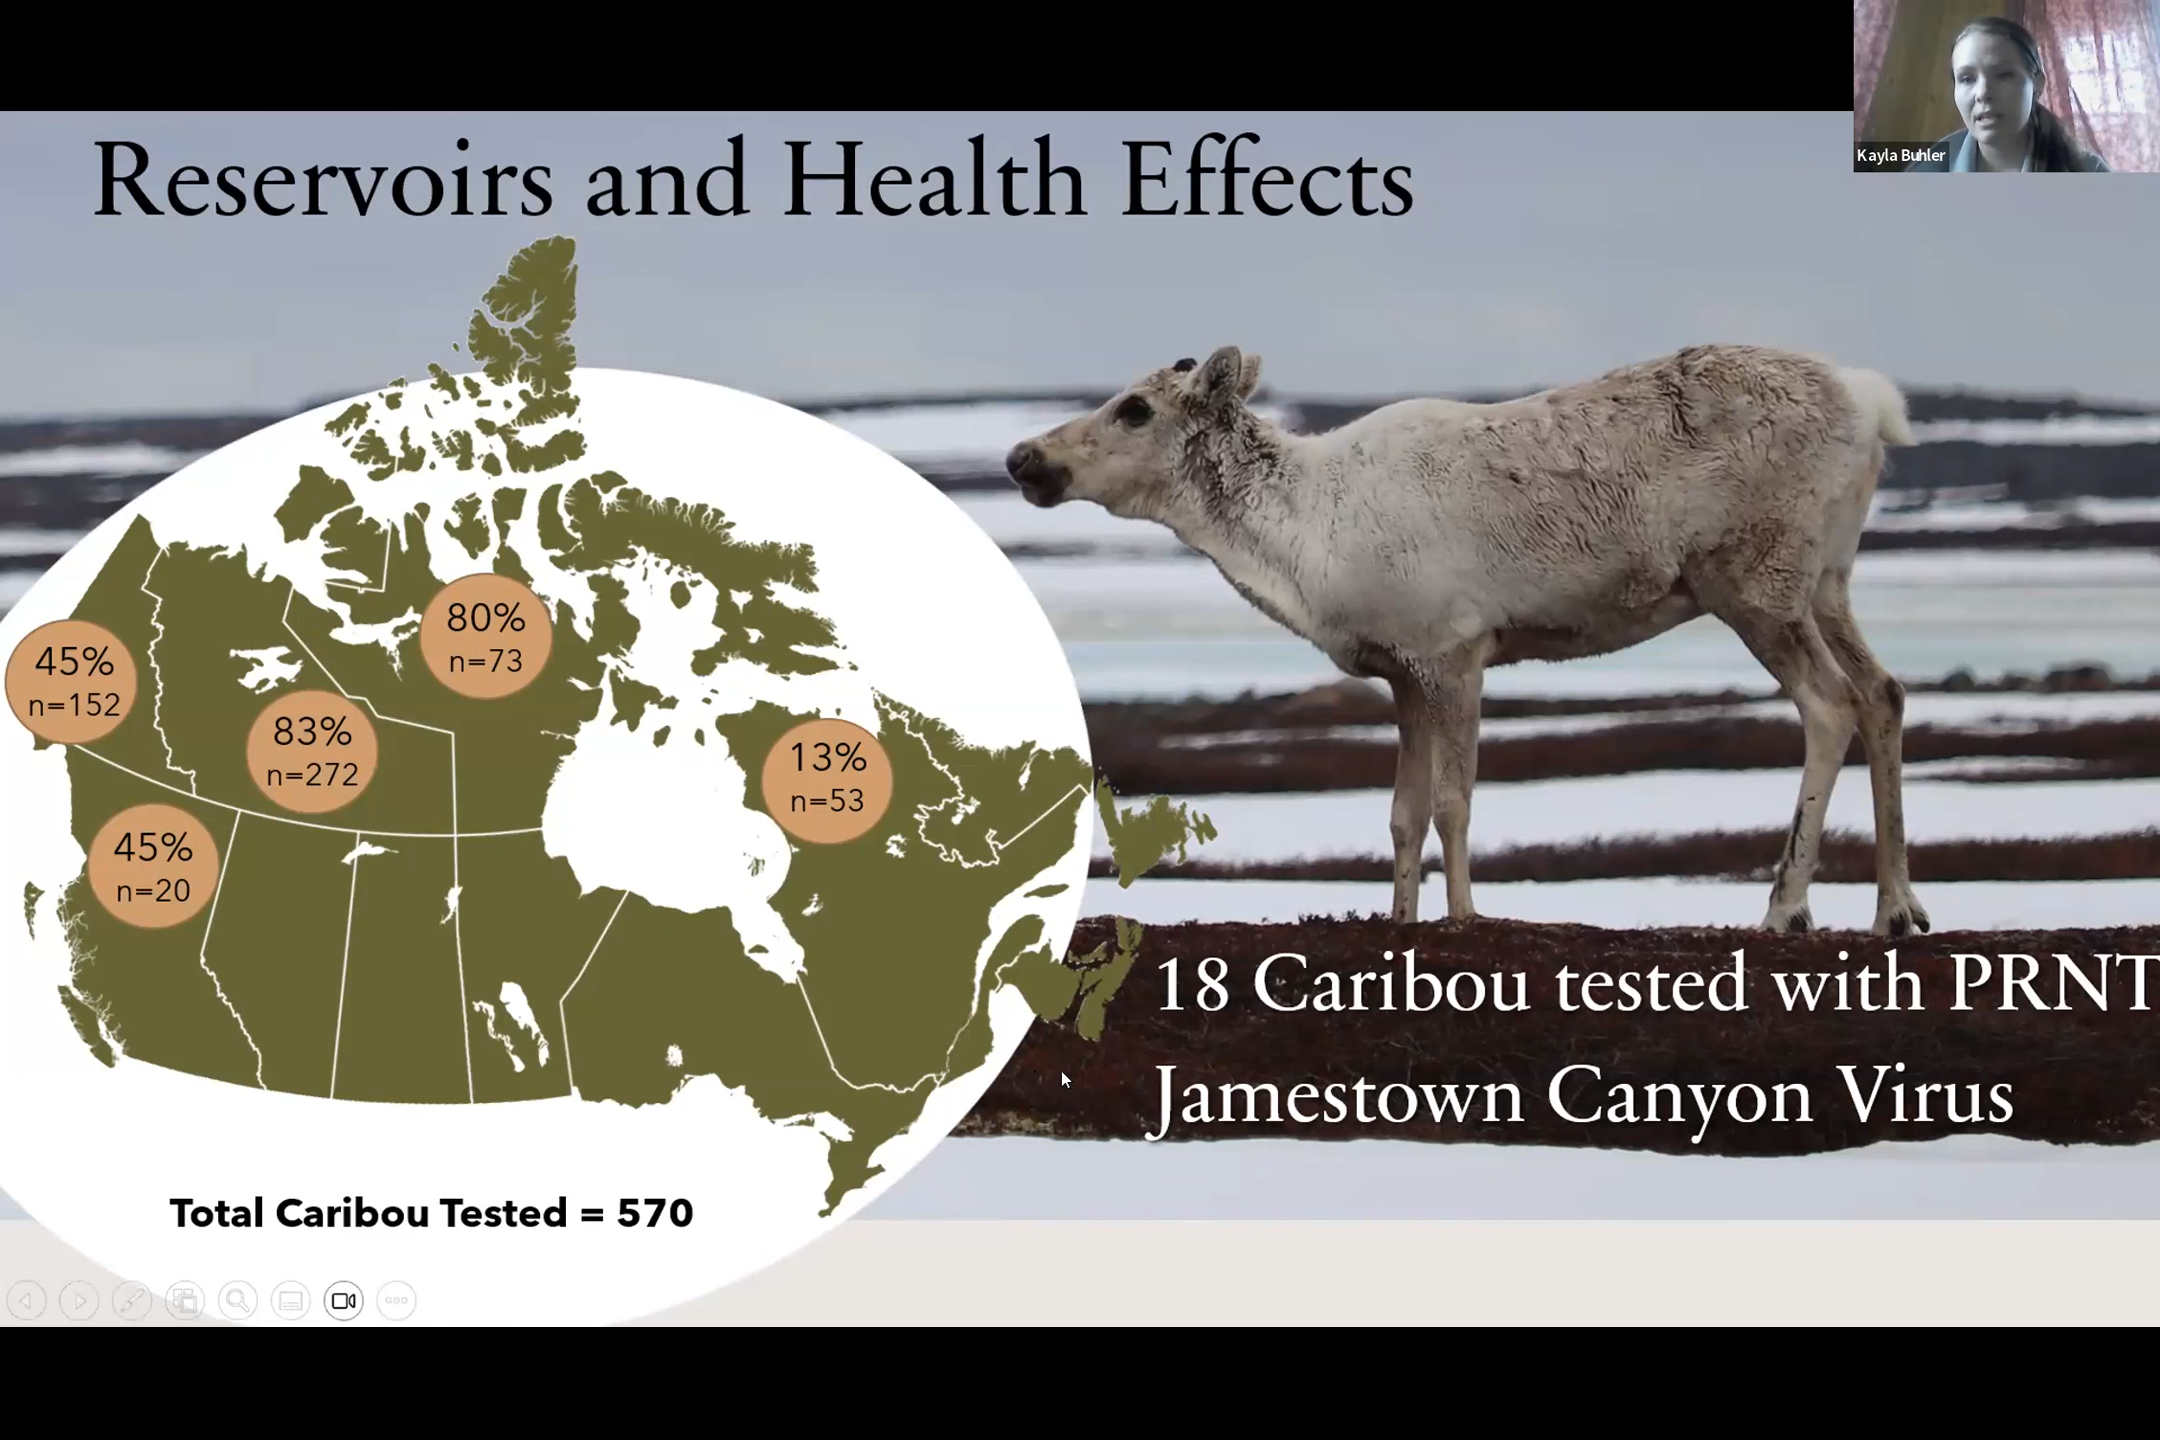 Kayla Buhler
Reservoirs and Health Effects
80%
n=73
45%
n=152
83%
n=272
13%
n=53
45%
n=20
18 Caribou tested with PRNT
Jamestown Canyon Virus
Total Caribou Tested = 570